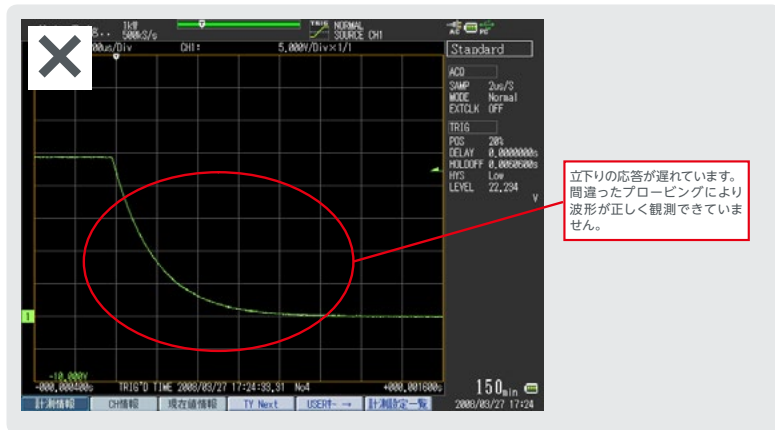 1kW
500kS/s
TRIG NORMAL
SOURCE CH1
AC
PC
00us/Div
CH1:
5.000V/Div×1/1
Standard
ACQ
SAMP 2us/S
MODE Normal
EXTCLK OFF
TRIG
POS 20%
DELAY 0.0000000s
HOLDOFF 0.0060600s
HYS Low
LEVEL 22.294
V
立下りの応答が遅れています。
間違ったプロービングにより
波形が正しく観測できていま
せん。
1
-10.000V
-000.000400s TRIG'D TIME 2008/03/27 17:24:33.31 No4 +000.001600s
150min
計測情報 CH情報 現在値情報 TY Next USERｷｰ → 計測設定一覧 2008/03/27 17:24